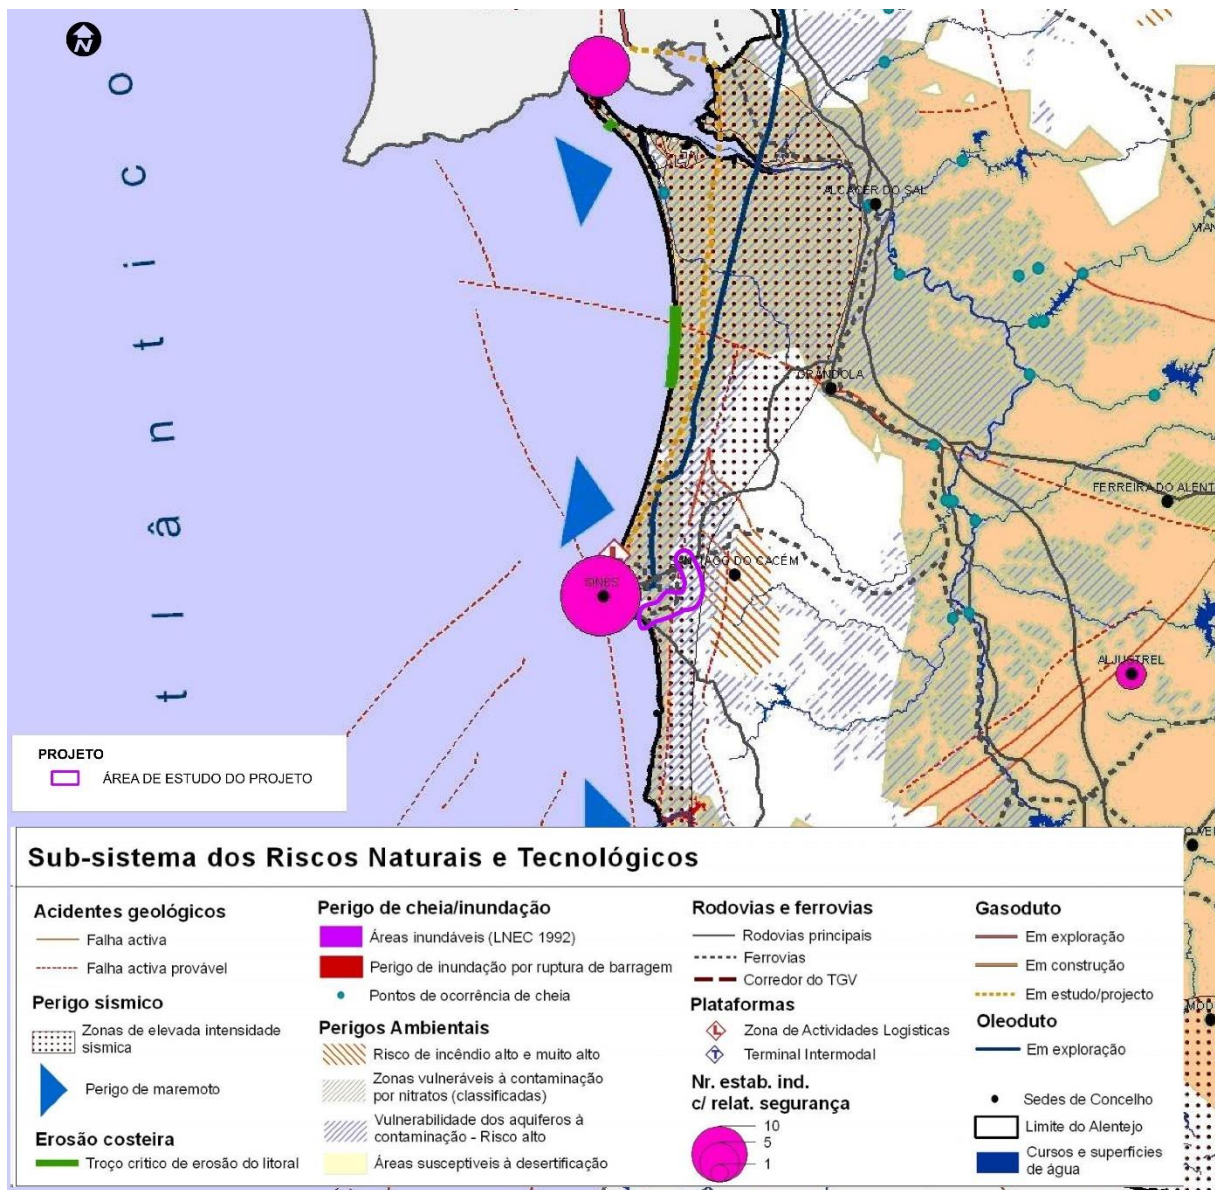 N
o
c
i
t
n
â
l
t
ALCÁCER DO SAL
VIAN
GRÂNDOLA
FERREIRA DO ALENT
SINES
SANTIAGO DO CACÉM
ALJUSTREL
PROJETO
ÁREA DE ESTUDO DO PROJETO
Sub-sistema dos Riscos Naturais e Tecnológicos
Acidentes geológicos
Falha activa
Falha activa provável
Perigo sísmico
Zonas de elevada intensidade
sísmica
Perigo de maremoto
Erosão costeira
Troço critico de erosão do litoral
Perigo de cheia/inundação
Áreas inundáveis (LNEC 1992)
Perigo de inundação por ruptura de barragem
Pontos de ocorrência de cheia
Perigos Ambientais
Risco de incêndio alto e muito alto
Zonas vulneráveis à contaminação
por nitratos (classificadas)
Vulnerabilidade dos aquiferos à
contaminação - Risco alto
Áreas susceptiveis à desertificação
Rodovias e ferrovias
Rodovias principais
Ferrovias
Corredor do TGV
Plataformas
L Zona de Actividades Logísticas
T Terminal Intermodal
Nr. estab. ind.
c/ relat. segurança
10
5
1
Gasoduto
Em exploração
Em construção
Em estudo/projecto
Oleoduto
Em exploração
Sedes de Concelho
Limite do Alentejo
Cursos e superfícies
de água